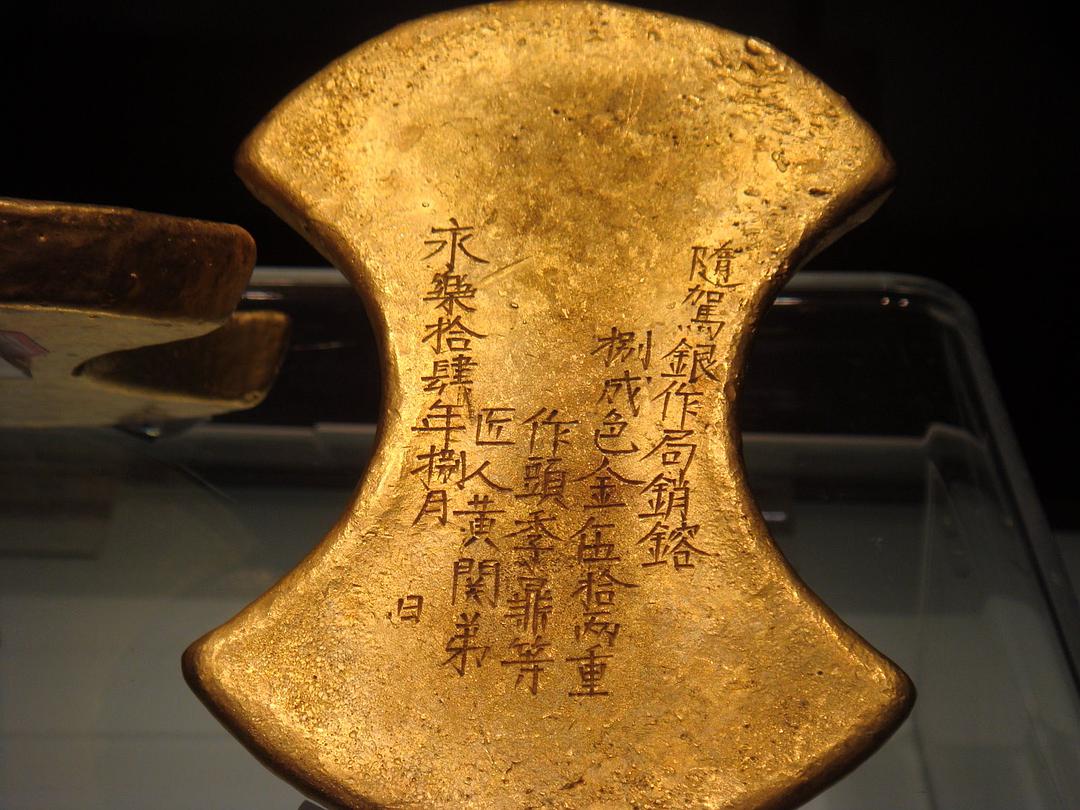 隨駕銀作局銷鎔
捌成色金伍拾兩重
作頭季鼎等
匠人黃関弟
永樂拾肆年捌月 日